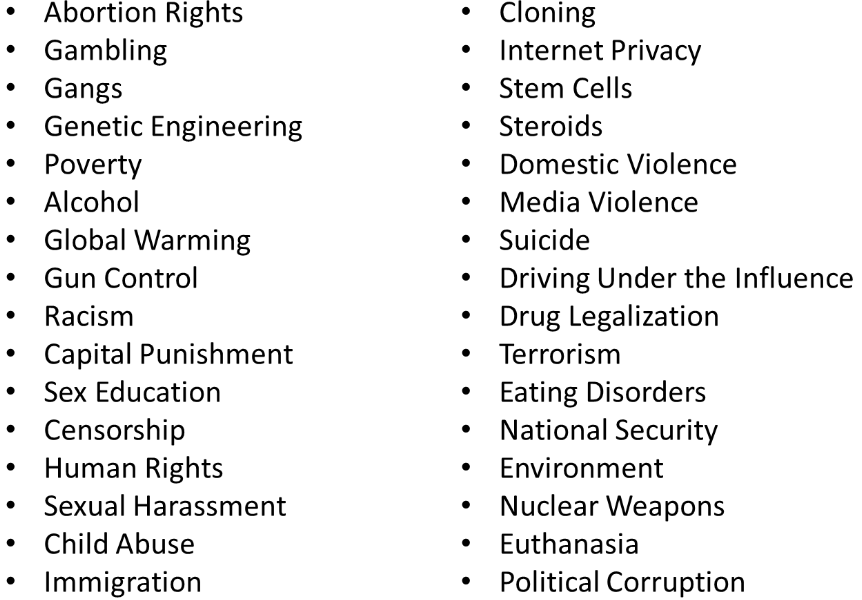 • Abortion Rights
• Gambling
• Gangs
• Genetic Engineering
• Poverty
• Alcohol
• Global Warming
• Gun Control
• Racism
• Capital Punishment
• Sex Education
• Censorship
• Human Rights
• Sexual Harassment
• Child Abuse
• Immigration
• Cloning
• Internet Privacy
• Stem Cells
• Steroids
• Domestic Violence
• Media Violence
• Suicide
• Driving Under the Influence
• Drug Legalization
• Terrorism
• Eating Disorders
• National Security
• Environment
• Nuclear Weapons
• Euthanasia
• Political Corruption